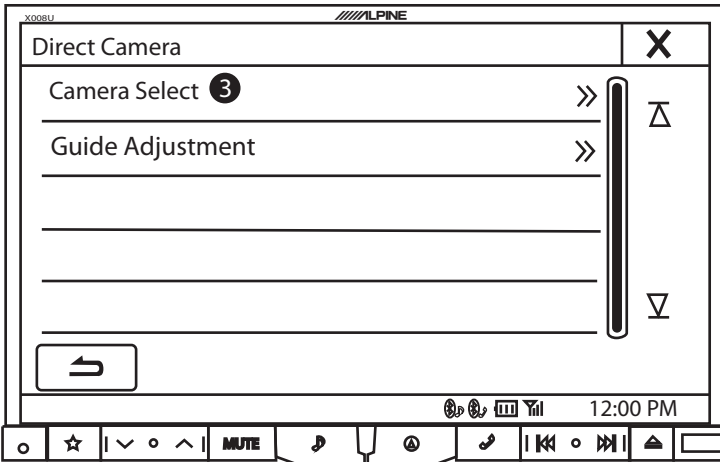 X008U
ALPINE
Direct Camera X
Camera Select 3
Guide Adjustment
12:00 PM
MUTE